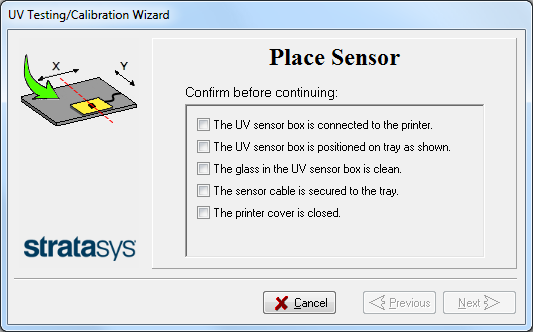 UV Testing/Calibration Wizard
X
Y
Place Sensor
Confirm before continuing:
The UV sensor box is connected to the printer.
The UV sensor box is positioned on tray as shown.
The glass in the UV sensor box is clean.
The sensor cable is secured to the tray.
The printer cover is closed.
stratasys
Cancel
Previous
Next